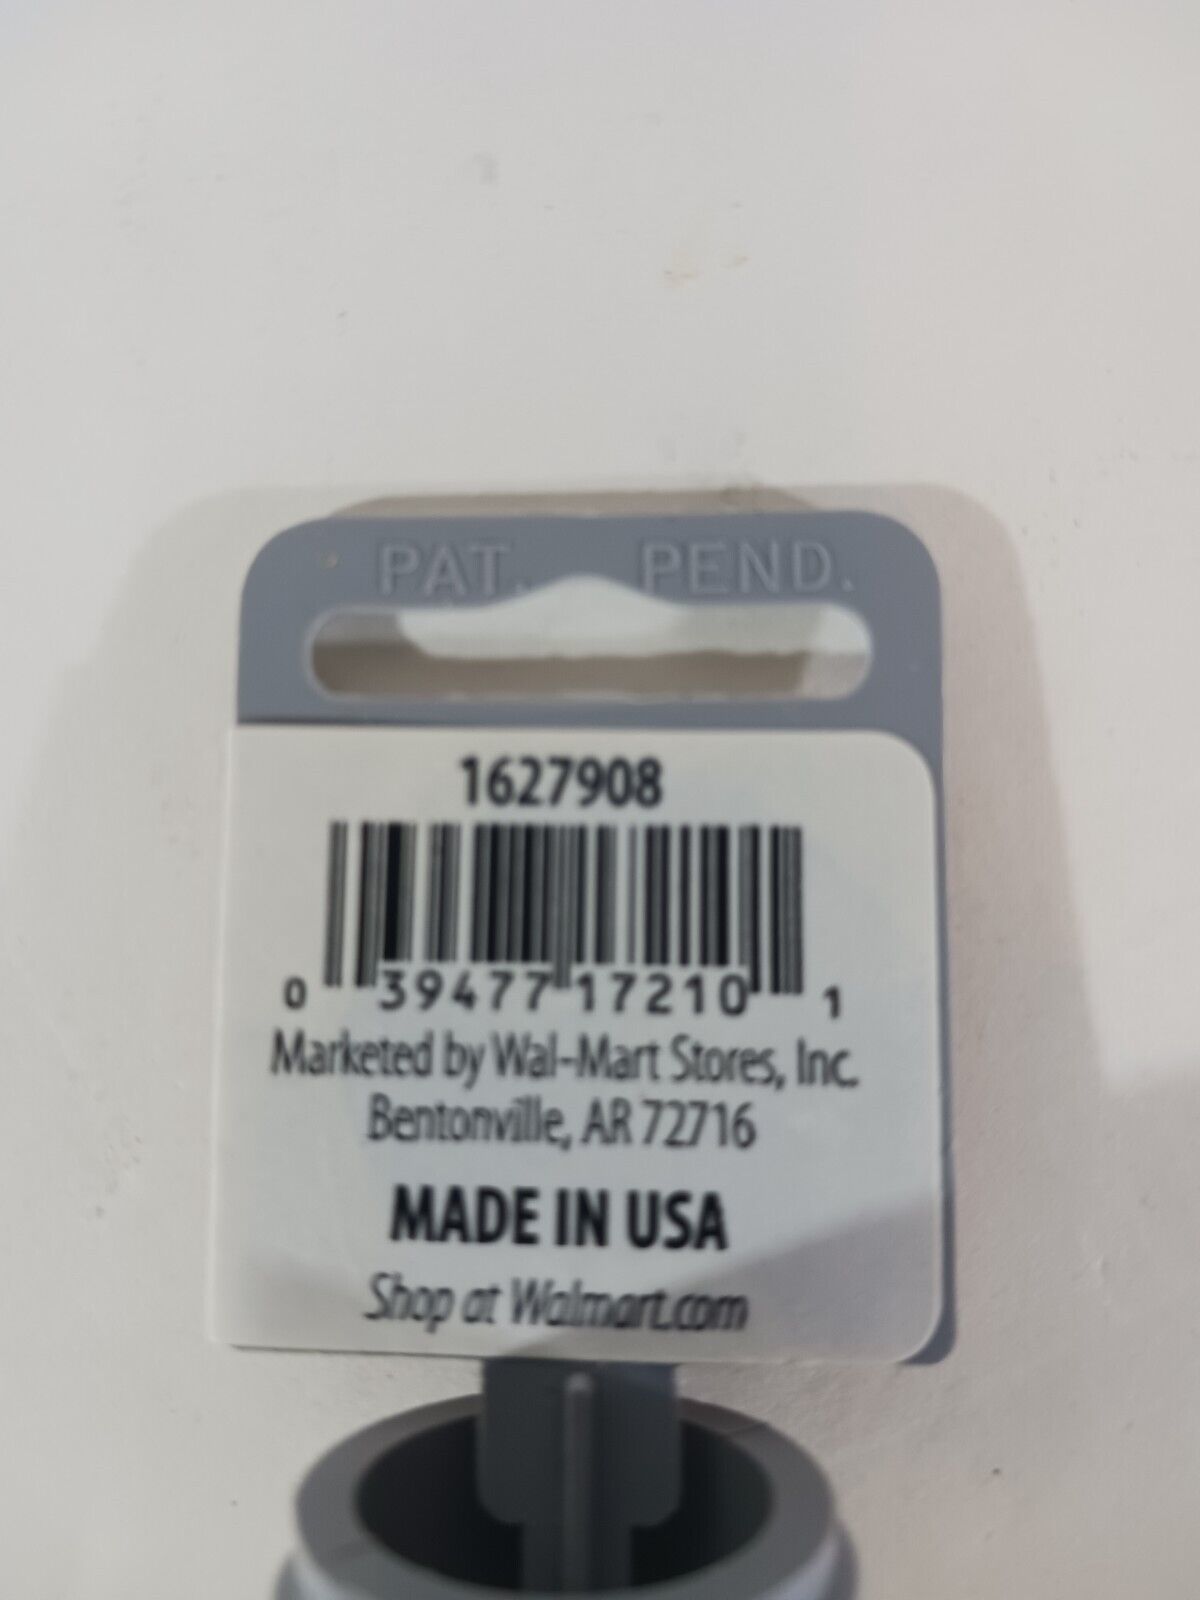 PAT. PEND.
1627908
0 39477 17210 1
Marketed by Wal-Mart Stores, Inc.
Bentonville, AR 72716
MADE IN USA
Shop at Walmart.com